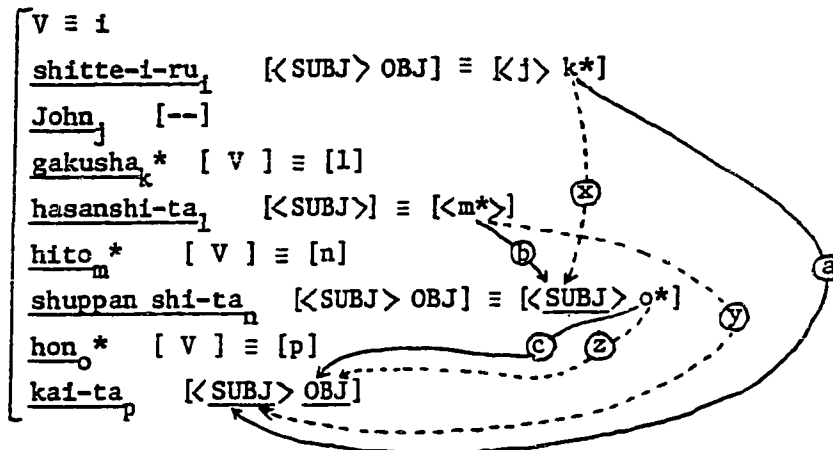 V ≡ i
shitte-i-ru_i [<SUBJ> OBJ] ≡ [<j> k*]
John_j [--]
gakusha_k* [ V ] ≡ [l]
x
hasanshi-ta_l [<SUBJ>] ≡ [<m*>]
b
a
hito_m* [ V ] ≡ [n]
shuppan shi-ta_n [<SUBJ> OBJ] ≡ [<SUBJ> o*]
y
hon_o* [ V ] ≡ [p]
c z
kai-ta_p [<SUBJ> OBJ]